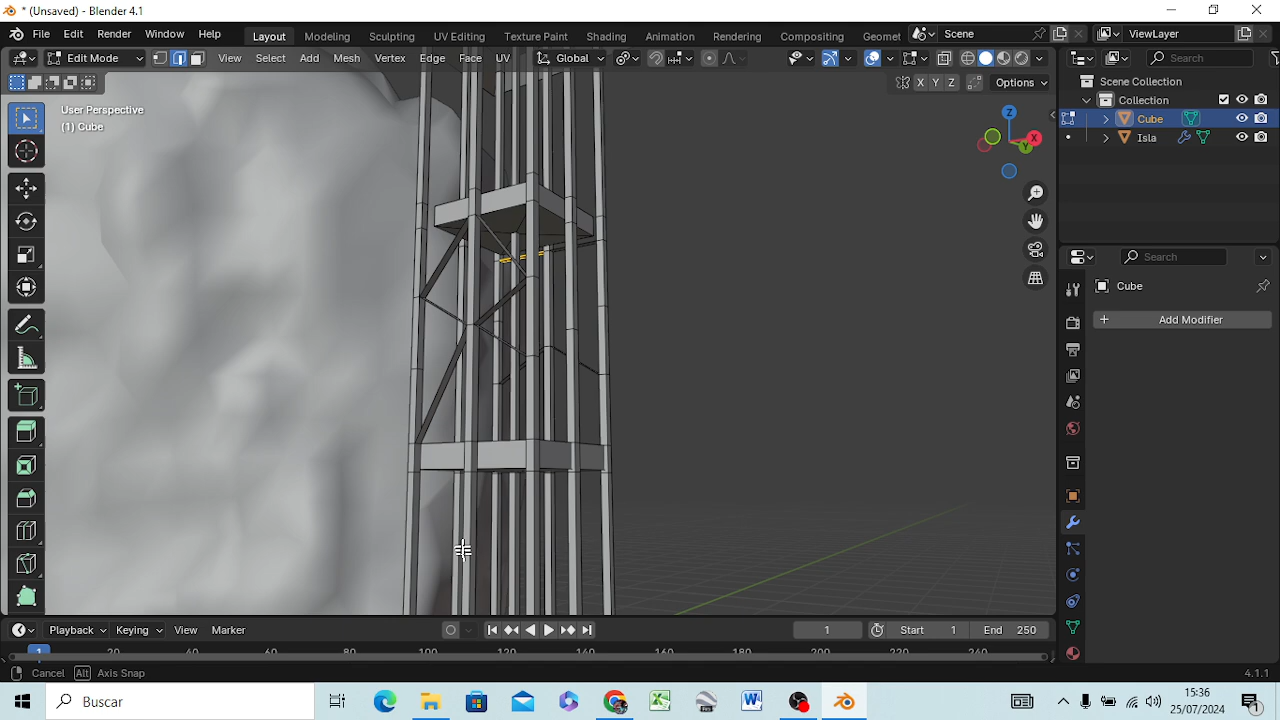 * (Unsaved) - Blender 4.1
File Edit Render Window Help Layout Modeling Sculpting UV Editing Texture Paint Shading Animation Rendering Compositing Geomet Scene ViewLayer
Edit Mode View Select Add Mesh Vertex Edge Face UV Global Search
X Y Z Options
User Perspective
(1) Cube
Scene Collection
Collection
Cube
Isla
Z
X
Y
Search
Cube
+ Add Modifier
Playback Keying View Marker 1 Start 1 End 250
1 20 40 60 80 100 120 140 160 180 200 220 240
Cancel Alt Axis Snap 4.1.1
Buscar
15:36
25/07/2024
1